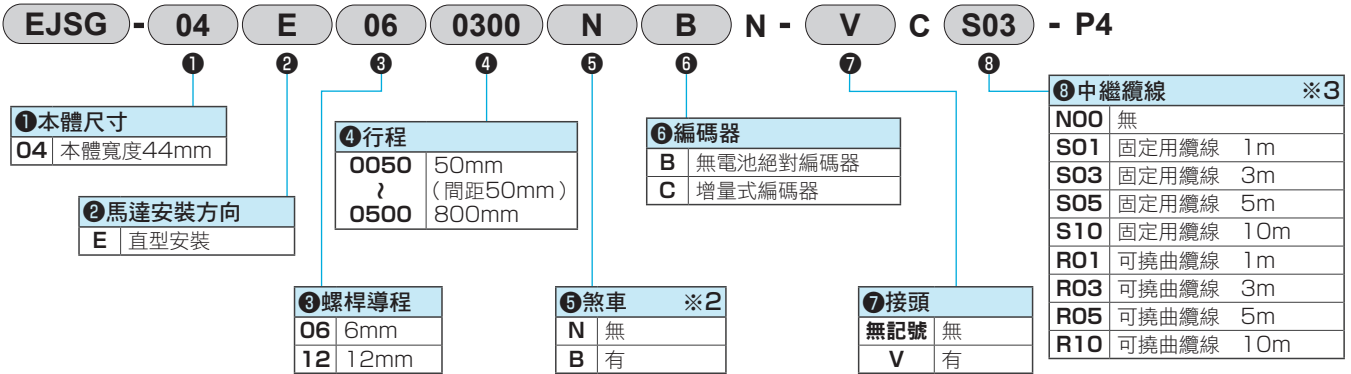 EJSG - 04 E 06 0300 N B N - V C S03 - P4
❶ ❷ ❸ ❹ ❺ ❻ ❼ ❽
❶本體尺寸
04 本體寬度44mm
❷馬達安裝方向
E 直型安裝
❸螺桿導程
06 6mm
12 12mm
❹行程
0050 50mm
≀ (間距50mm)
0500 800mm
❺煞車 ※2
N 無
B 有
❻編碼器
B 無電池絕對編碼器
C 增量式編碼器
❼接頭
無記號 無
V 有
❽中繼纜線 ※3
N00 無
S01 固定用纜線 1m
S03 固定用纜線 3m
S05 固定用纜線 5m
S10 固定用纜線 10m
R01 可撓曲纜線 1m
R03 可撓曲纜線 3m
R05 可撓曲纜線 5m
R10 可撓曲纜線 10m